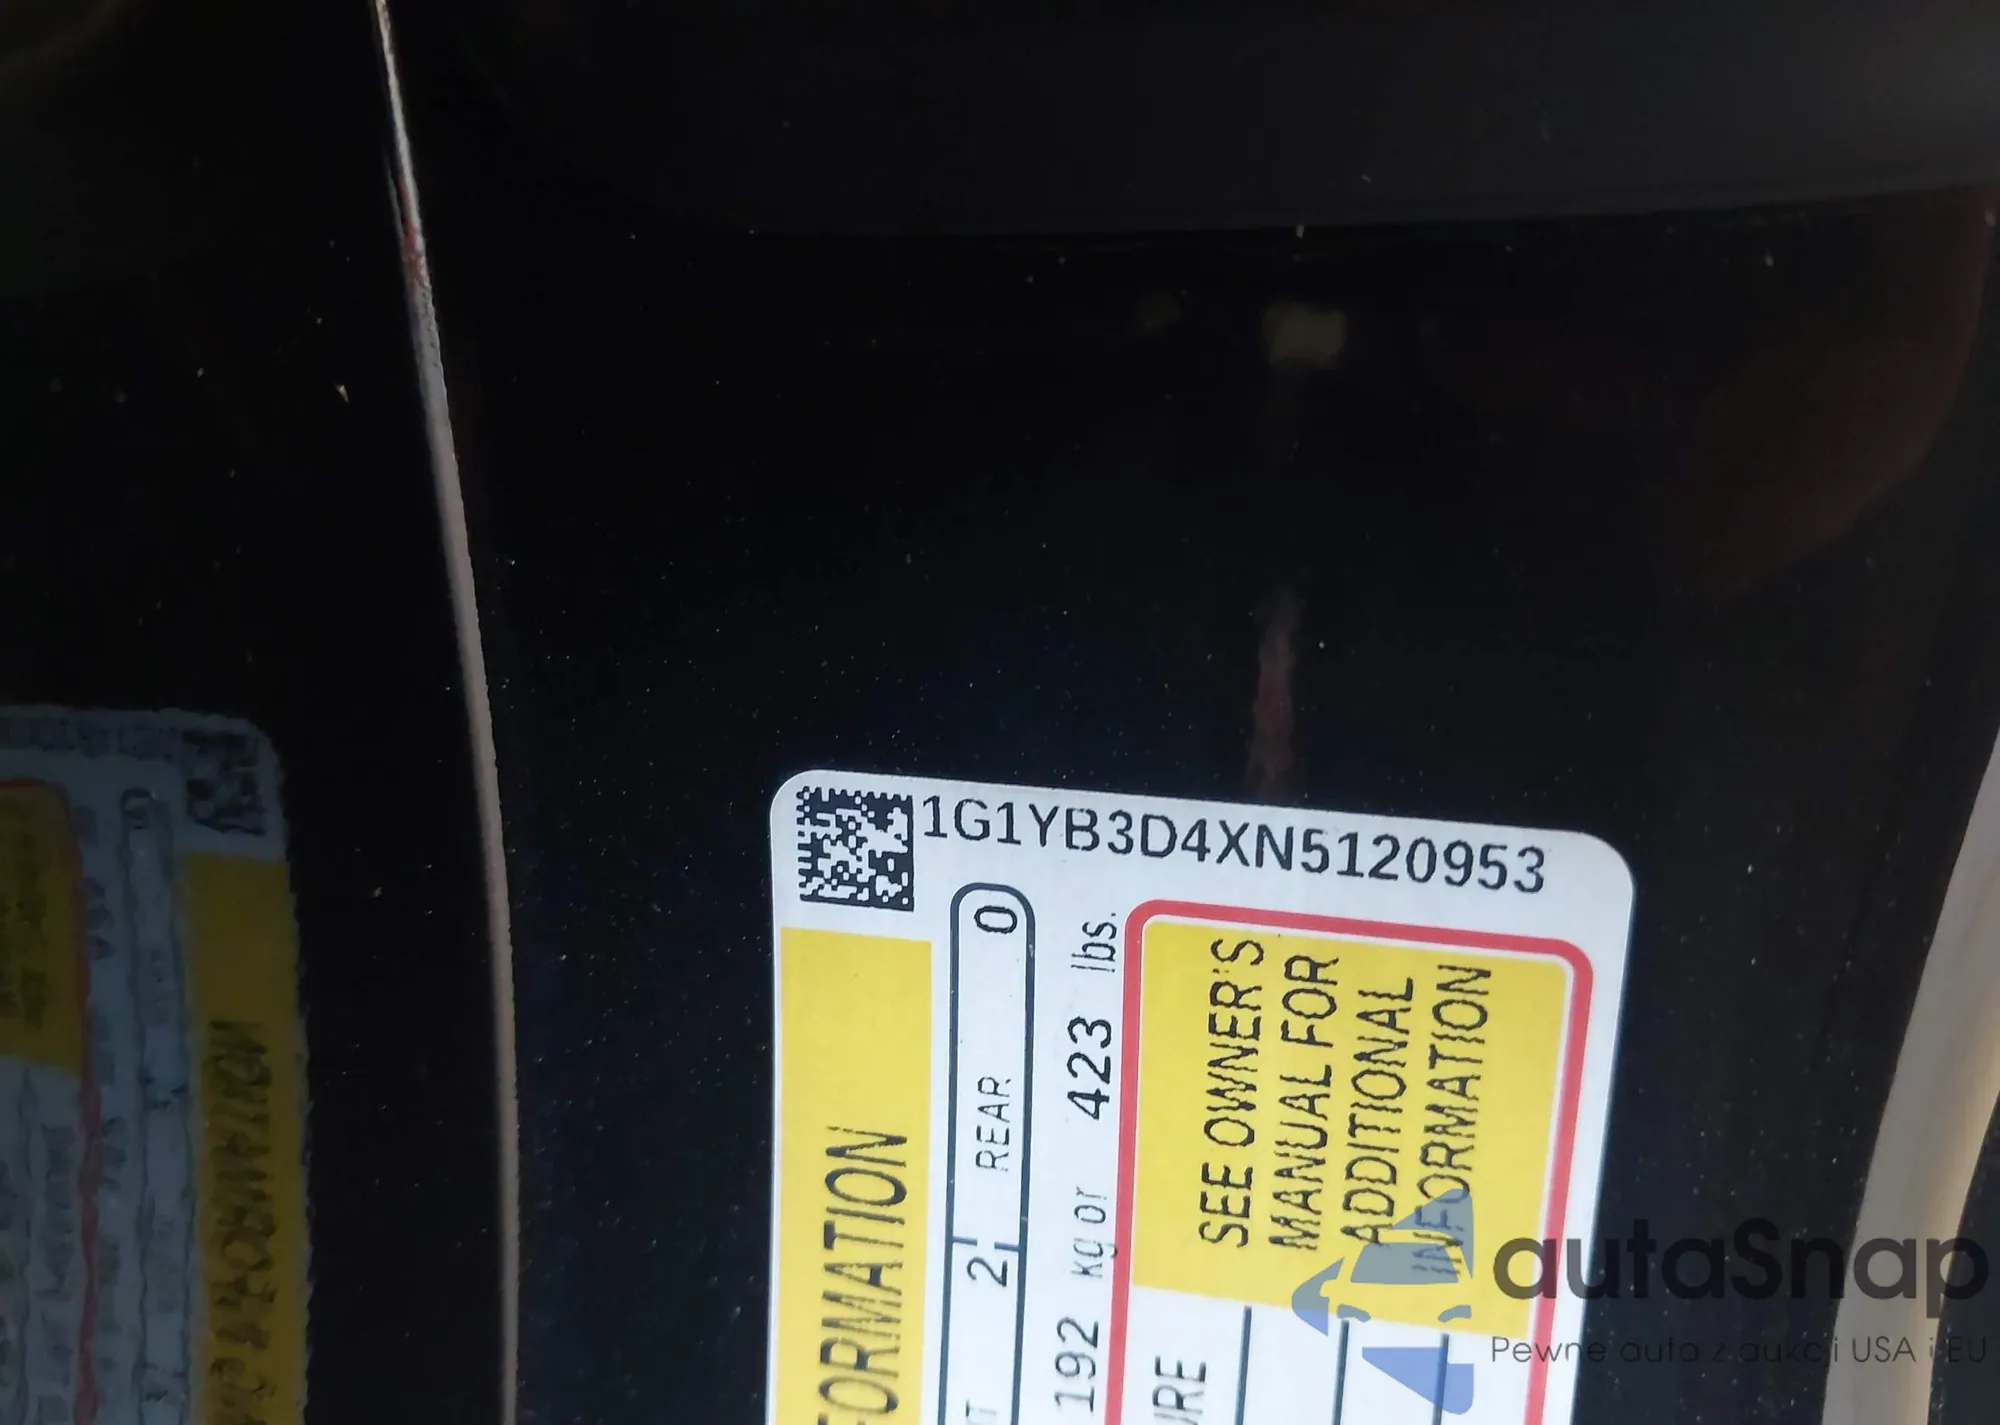 1G1YB3D4XN5120953
2
REAR
0
192 kg or 423 lbs.
SEE OWNER'S
MANUAL FOR
ADDITIONAL
INFORMATION
autaSnap
Pewne auta z aukcji USA i EU